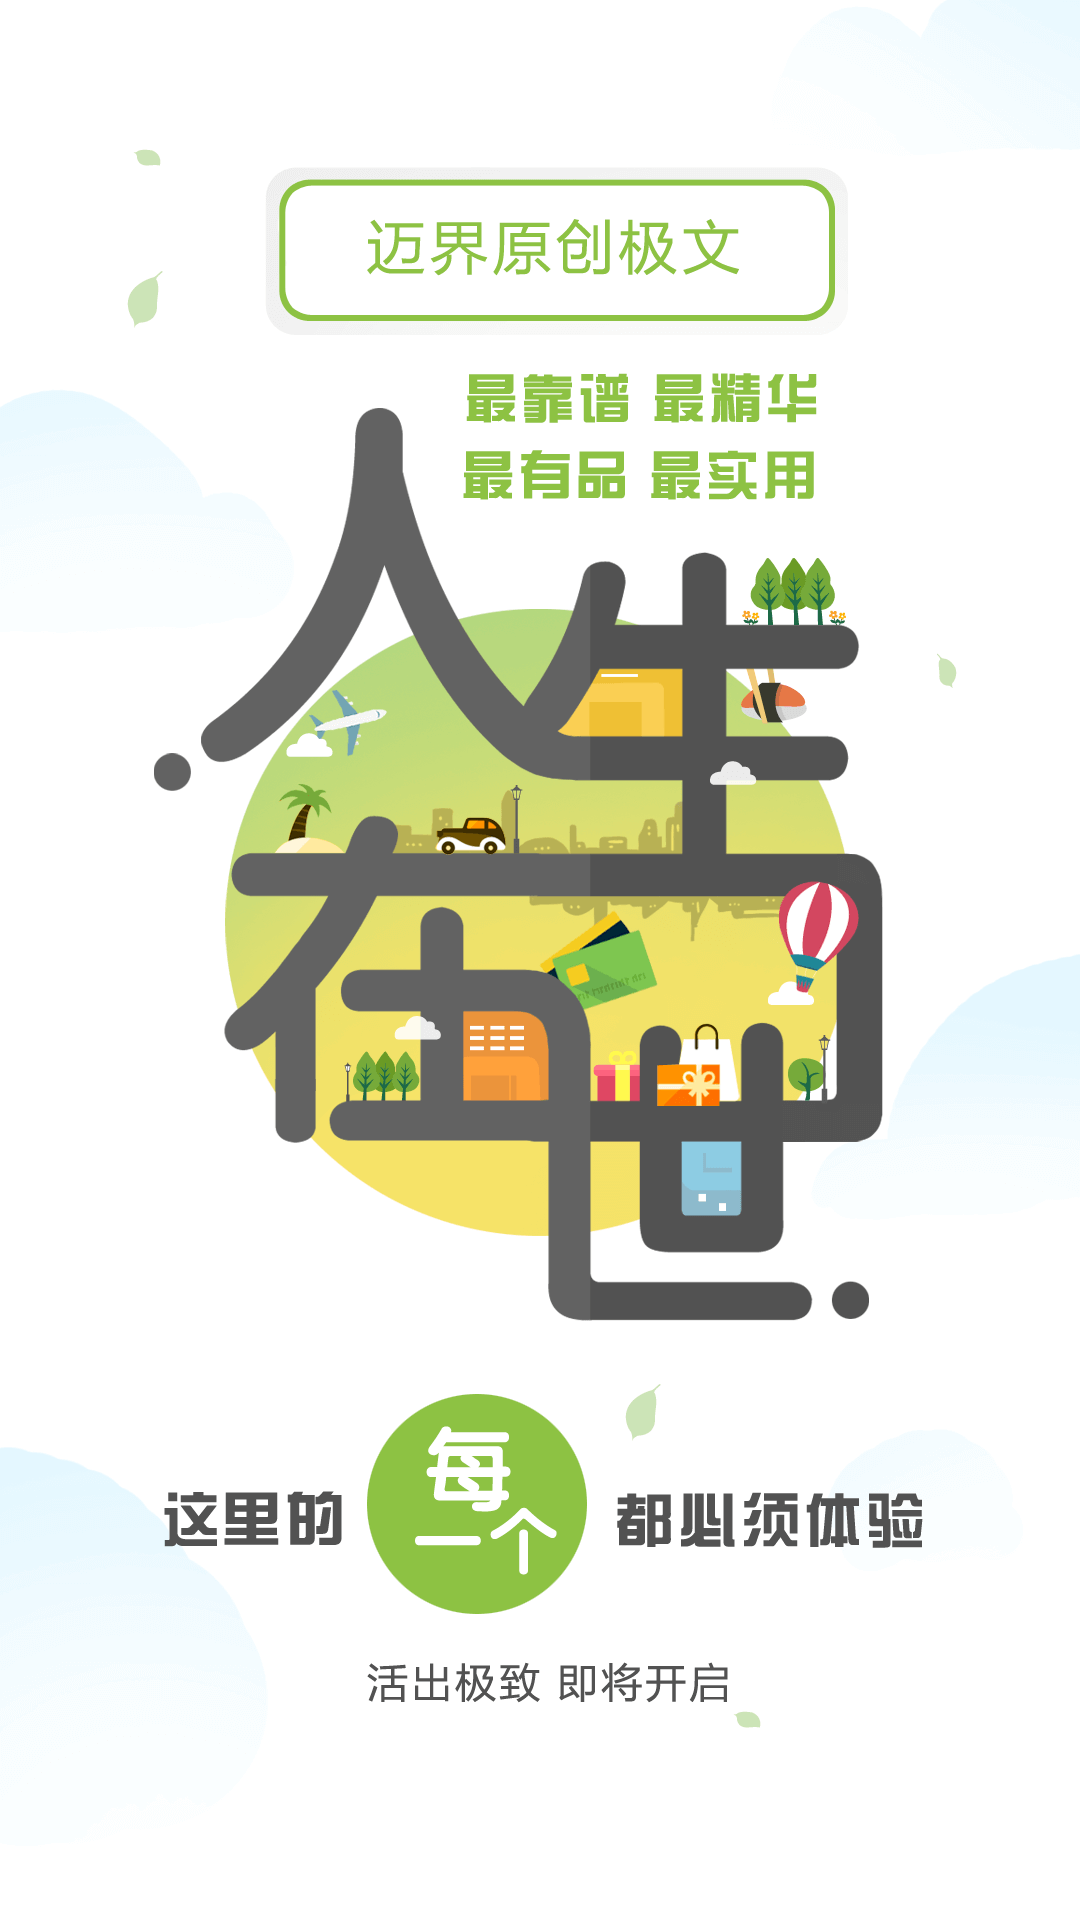 迈界原创极文
最靠谱 最精华
最有品 最实用
人生
在世
这里的
每
一个
都必须体验
活出极致 即将开启